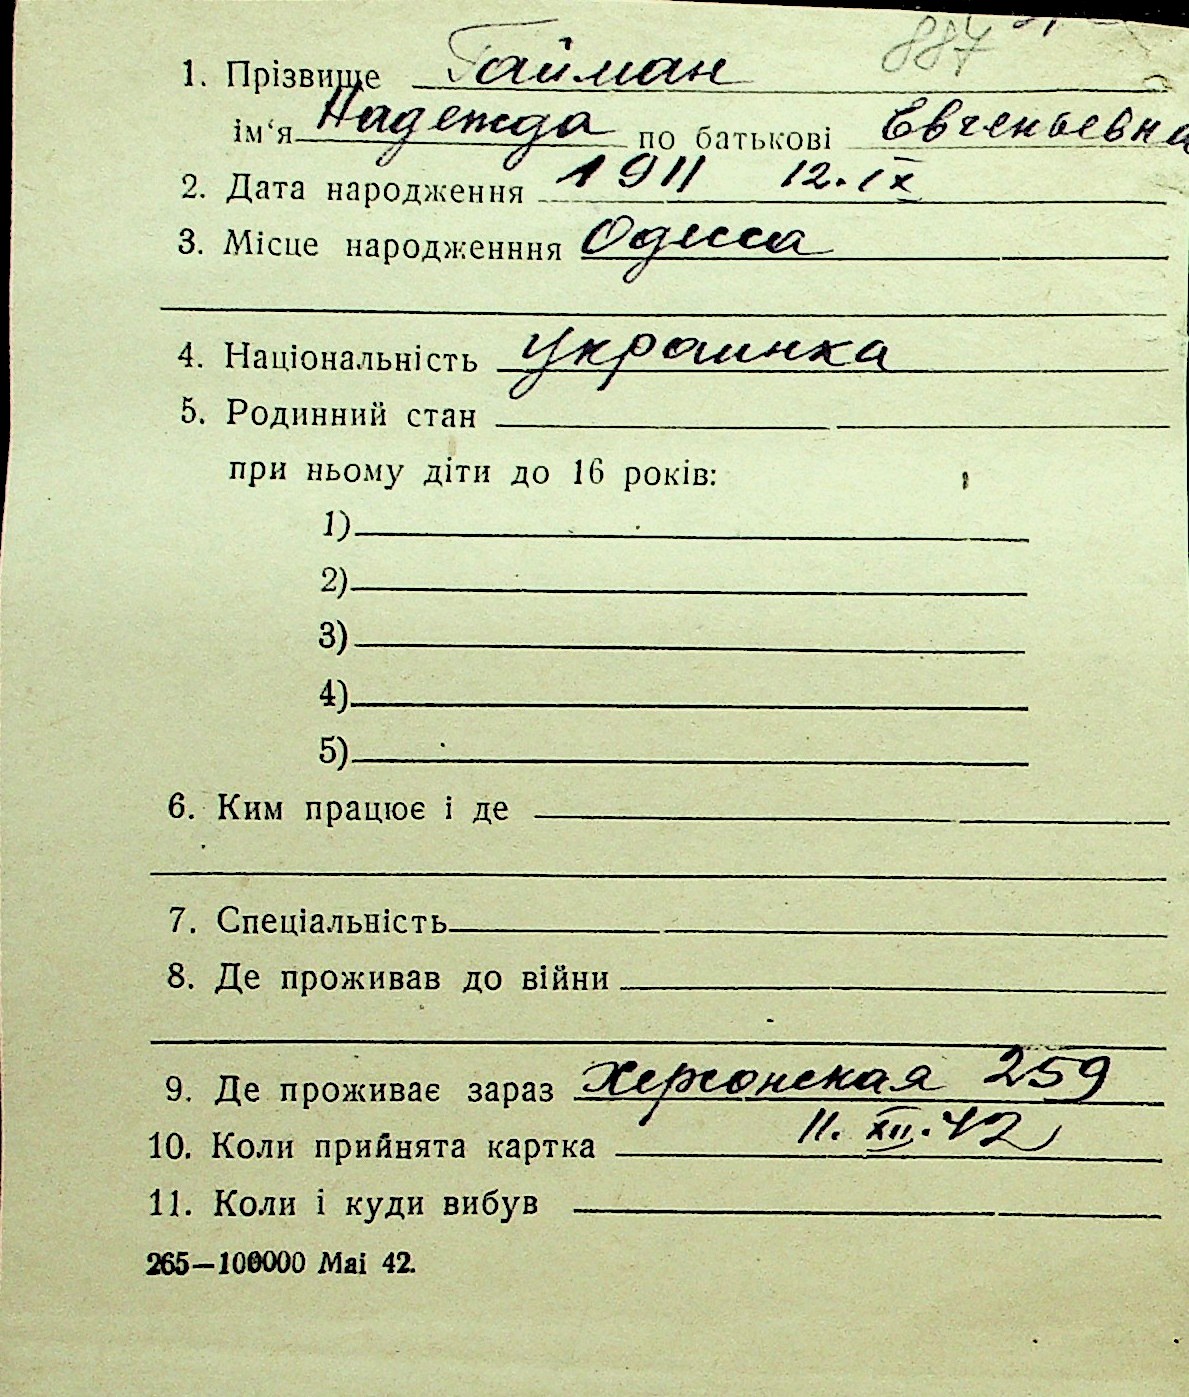 887
1. Прізвище Гайман
ім'я Надежда по батькові Евгеньевна
2. Дата народження 1911 12.IX
3. Місце народженння Одесса
4. Національність украинка
5. Родинний стан
при ньому діти до 16 років:
1)
2)
3)
4)
5)
6. Ким працює і де
7. Спеціальність
8. Де проживав до війни
9. Де проживає зараз Херсонская 259
10. Коли прийнята картка 11. XII. 42
11. Коли і куди вибув
265—100000 Mai 42.